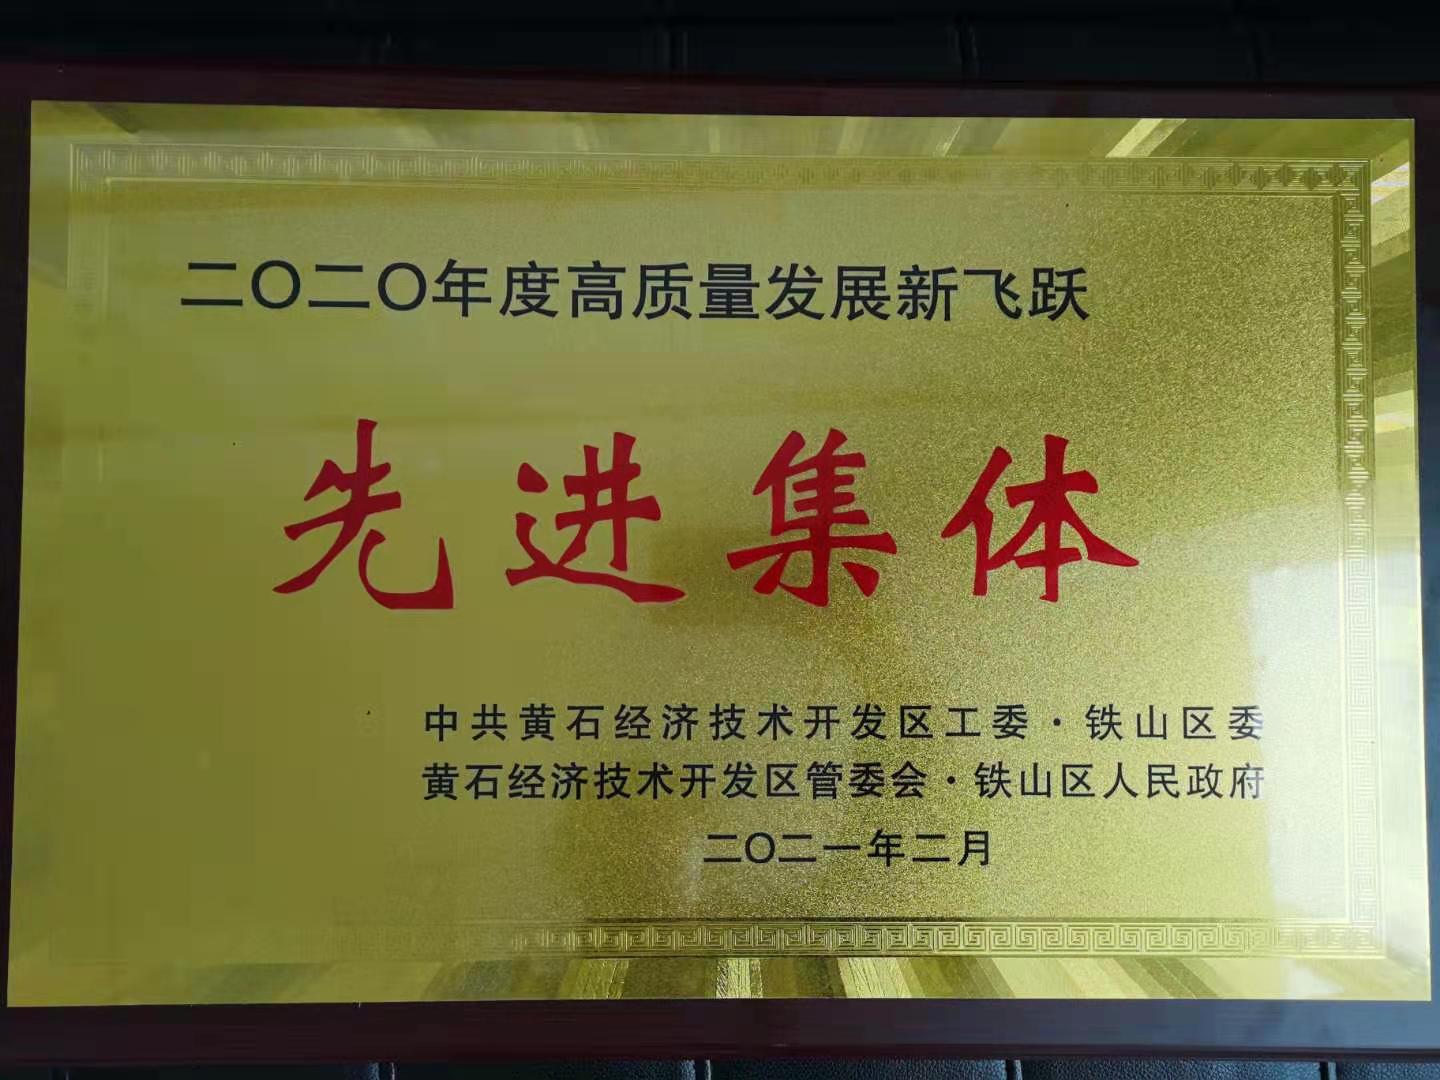 二〇二〇年度高质量发展新飞跃
先进集体
中共黄石经济技术开发区工委·铁山区委
黄石经济技术开发区管委会·铁山区人民政府
二〇二一年二月